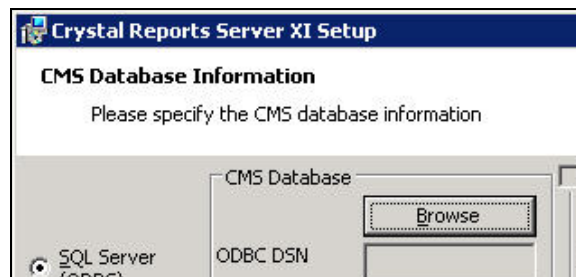 Crystal Reports Server XI Setup
CMS Database Information
Please specify the CMS database information
CMS Database
Browse
SQL Server
ODBC DSN
(ODBC)